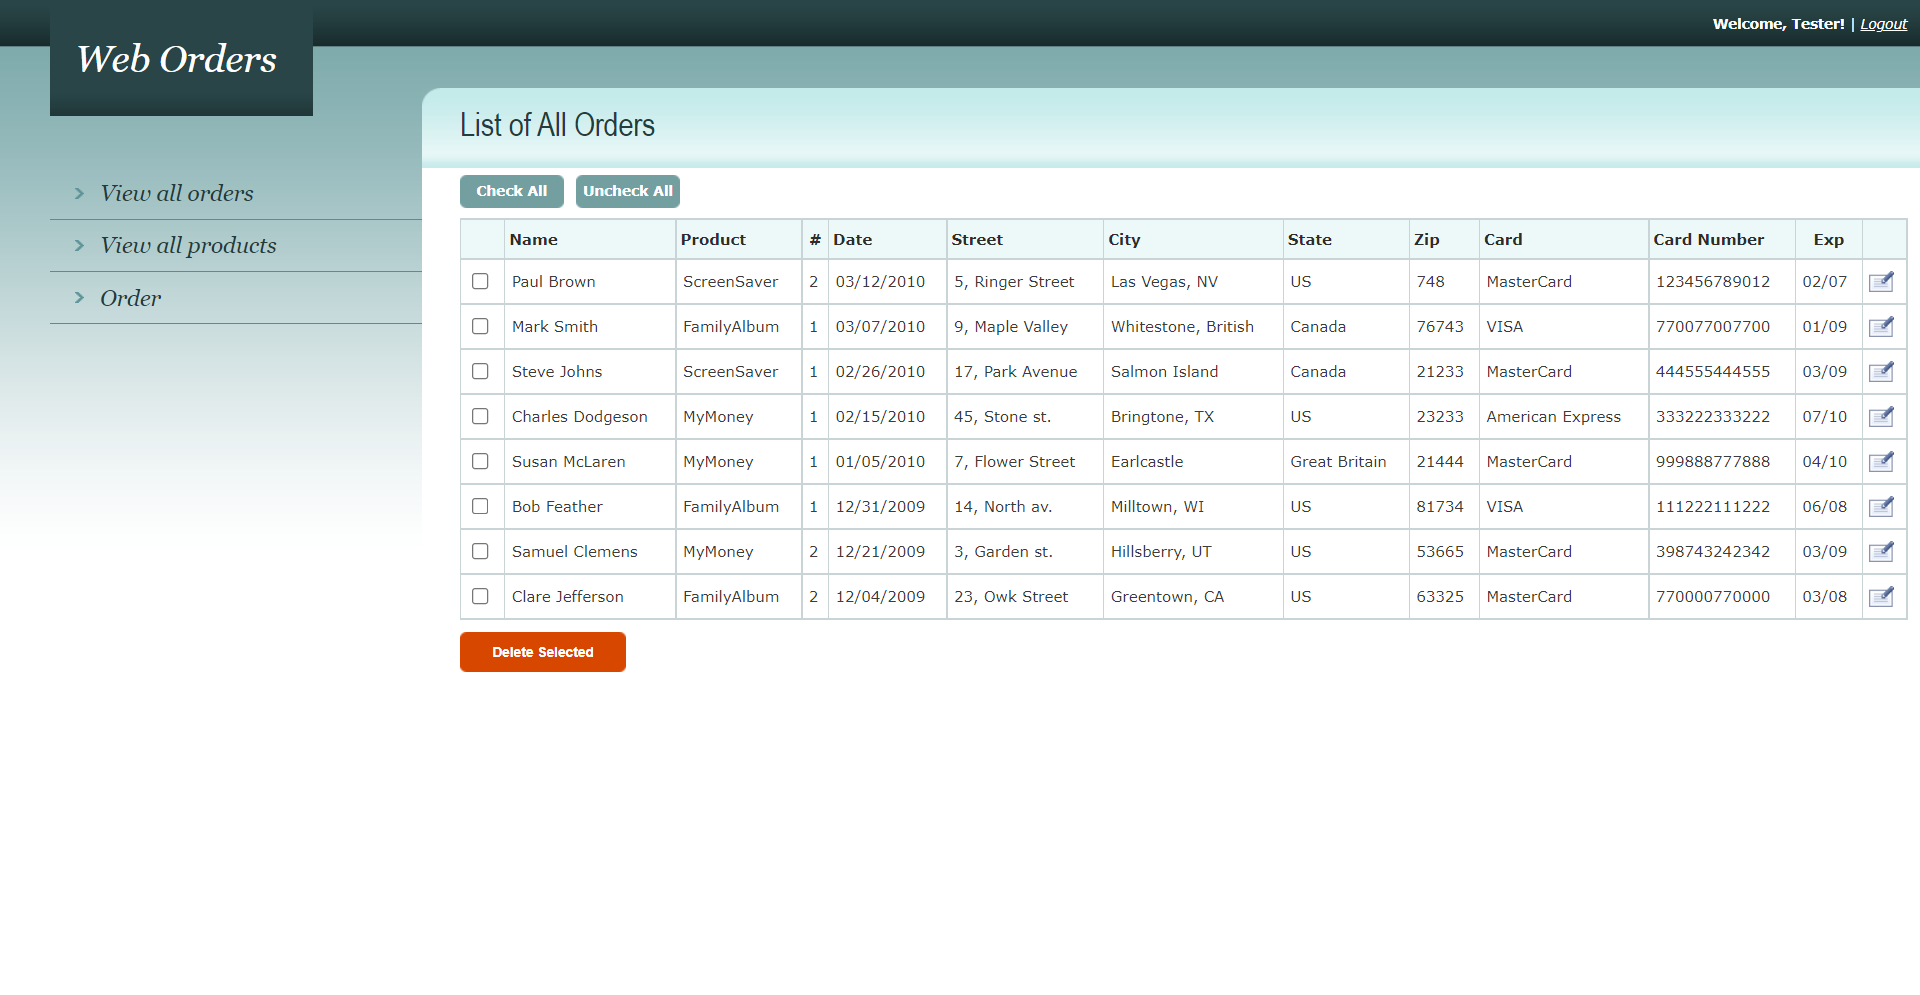 Welcome, Tester! | Logout
Web Orders
List of All Orders
View all orders
View all products
Order
Check All Uncheck All
Name Product # Date Street City State Zip Card Card Number Exp
Paul Brown ScreenSaver 2 03/12/2010 5, Ringer Street Las Vegas, NV US 748 MasterCard 123456789012 02/07
Mark Smith FamilyAlbum 1 03/07/2010 9, Maple Valley Whitestone, British Canada 76743 VISA 770077007700 01/09
Steve Johns ScreenSaver 1 02/26/2010 17, Park Avenue Salmon Island Canada 21233 MasterCard 444555444555 03/09
Charles Dodgeson MyMoney 1 02/15/2010 45, Stone st. Bringtone, TX US 23233 American Express 333222333222 07/10
Susan McLaren MyMoney 1 01/05/2010 7, Flower Street Earlcastle Great Britain 21444 MasterCard 999888777888 04/10
Bob Feather FamilyAlbum 1 12/31/2009 14, North av. Milltown, WI US 81734 VISA 111222111222 06/08
Samuel Clemens MyMoney 2 12/21/2009 3, Garden st. Hillsberry, UT US 53665 MasterCard 398743242342 03/09
Clare Jefferson FamilyAlbum 2 12/04/2009 23, Owk Street Greentown, CA US 63325 MasterCard 770000770000 03/08
Delete Selected